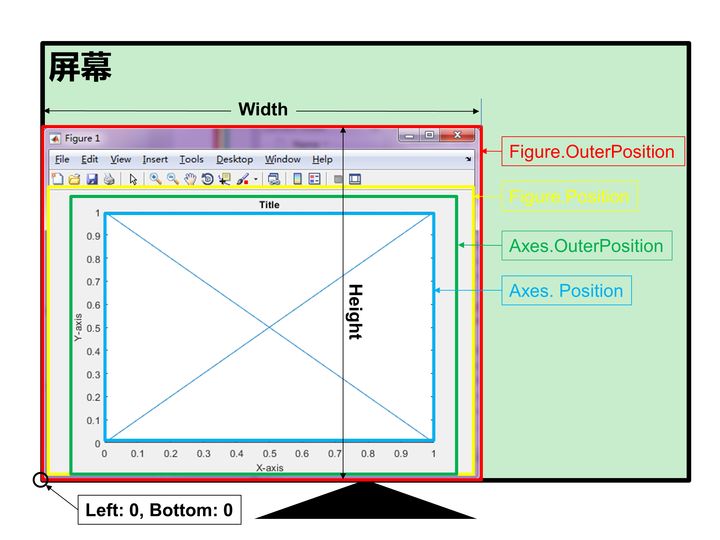 屏幕
Width
Figure 1
File Edit View Insert Tools Desktop Window Help
Figure.OuterPosition
Figure.Position
Title
Axes.OuterPosition
Axes. Position
Height
Y-axis
1
0.9
0.8
0.7
0.6
0.5
0.4
0.3
0.2
0.1
0
0 0.1 0.2 0.3 0.4 0.5 0.6 0.7 0.8 0.9 1
X-axis
Left: 0, Bottom: 0